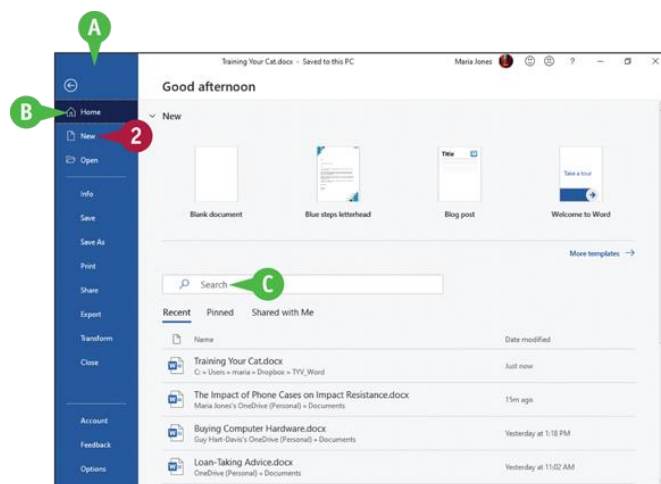 A
Training Your Cat.docx - Saved to this PC
Maria Jones
?
Good afternoon
B
Home
New
2
Open
Info
Save
Save As
Print
Share
Export
Transform
Close
Account
Feedback
Options
New
Title
Take a tour
Blank document
Blue steps letterhead
Blog post
Welcome to Word
More templates
Search
C
Recent Pinned Shared with Me
Name Date modified
Training Your Cat.docx Just now
C: » Users » maria » Dropbox » TYV_Word
The Impact of Phone Cases on Impact Resistance.docx 15m ago
Maria Jones's OneDrive (Personal) » Documents
Buying Computer Hardware.docx Yesterday at 1:18 PM
Guy Hart-Davis's OneDrive (Personal) » Documents
Loan-Taking Advice.docx Yesterday at 11:02 AM
OneDrive (Personal) » Documents